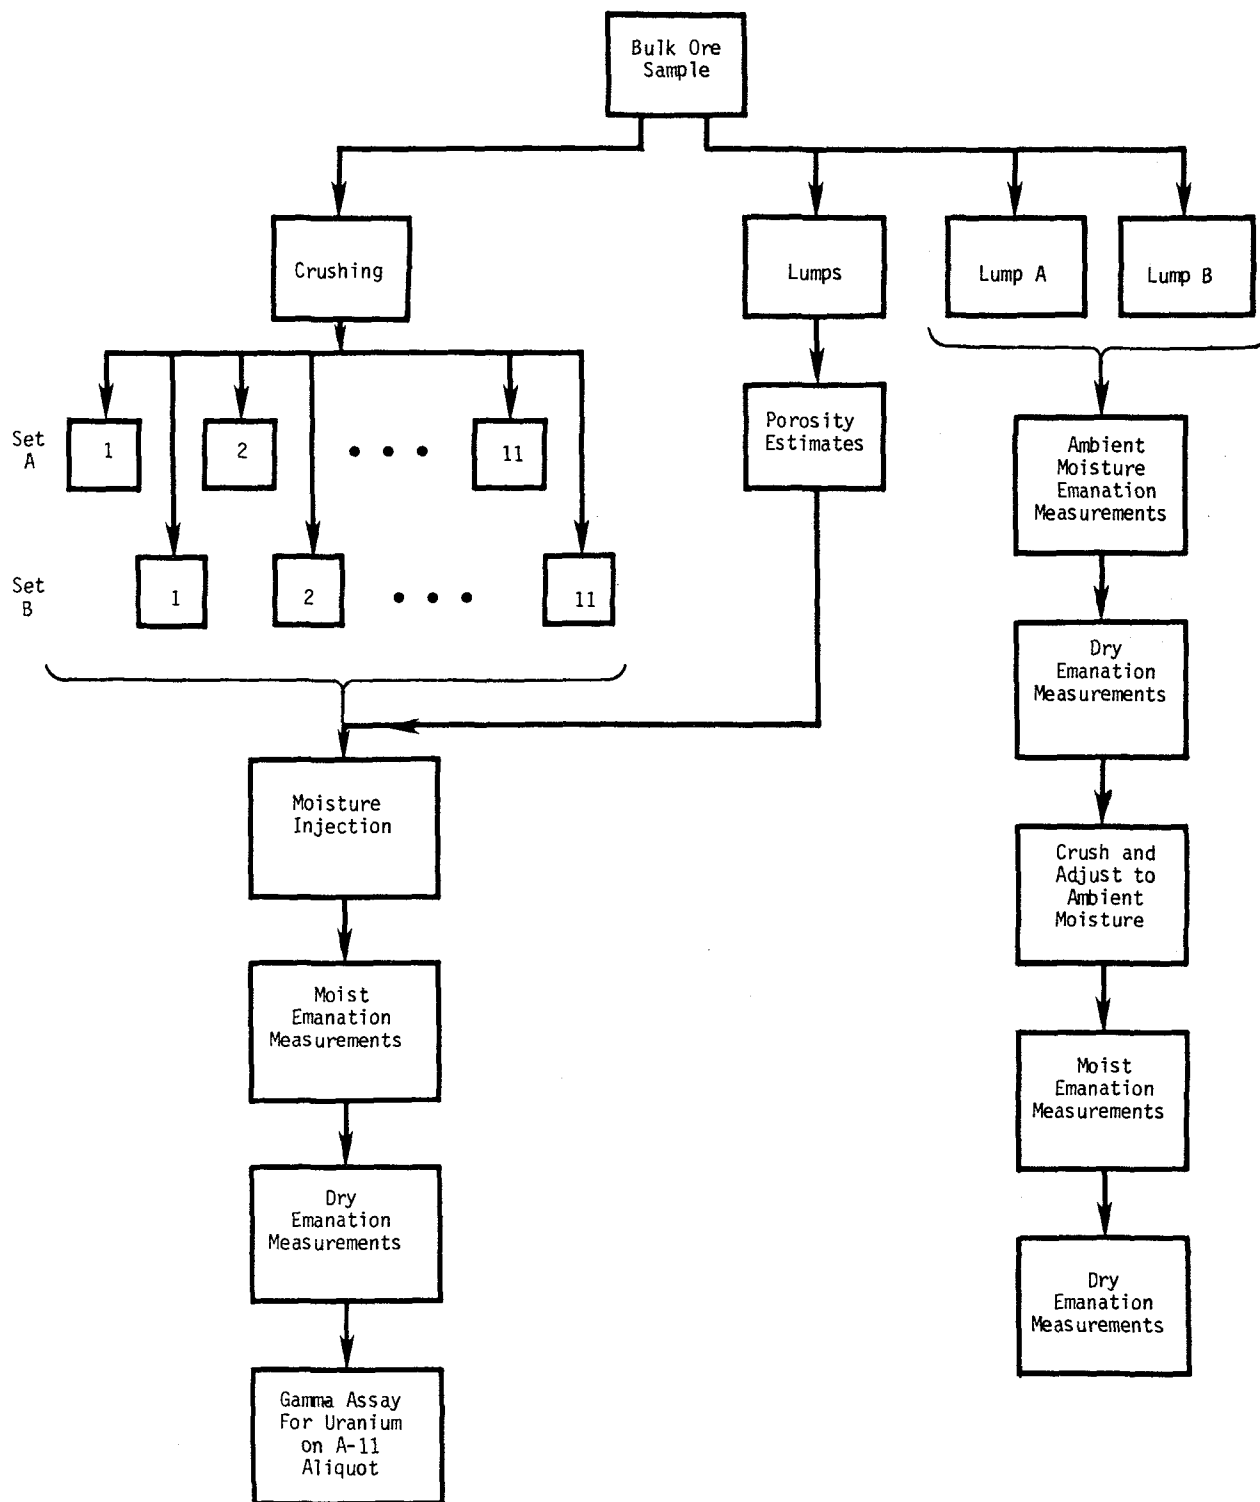 Bulk Ore
Sample
Crushing
Lumps
Lump A
Lump B
Set
A
1
2
• • •
11
Set
B
1
2
• • •
11
Porosity
Estimates
Ambient
Moisture
Emanation
Measurements
Dry
Emanation
Measurements
Moisture
Injection
Crush and
Adjust to
Ambient
Moisture
Moist
Emanation
Measurements
Moist
Emanation
Measurements
Dry
Emanation
Measurements
Dry
Emanation
Measurements
Gamma Assay
For Uranium
on A-11
Aliquot